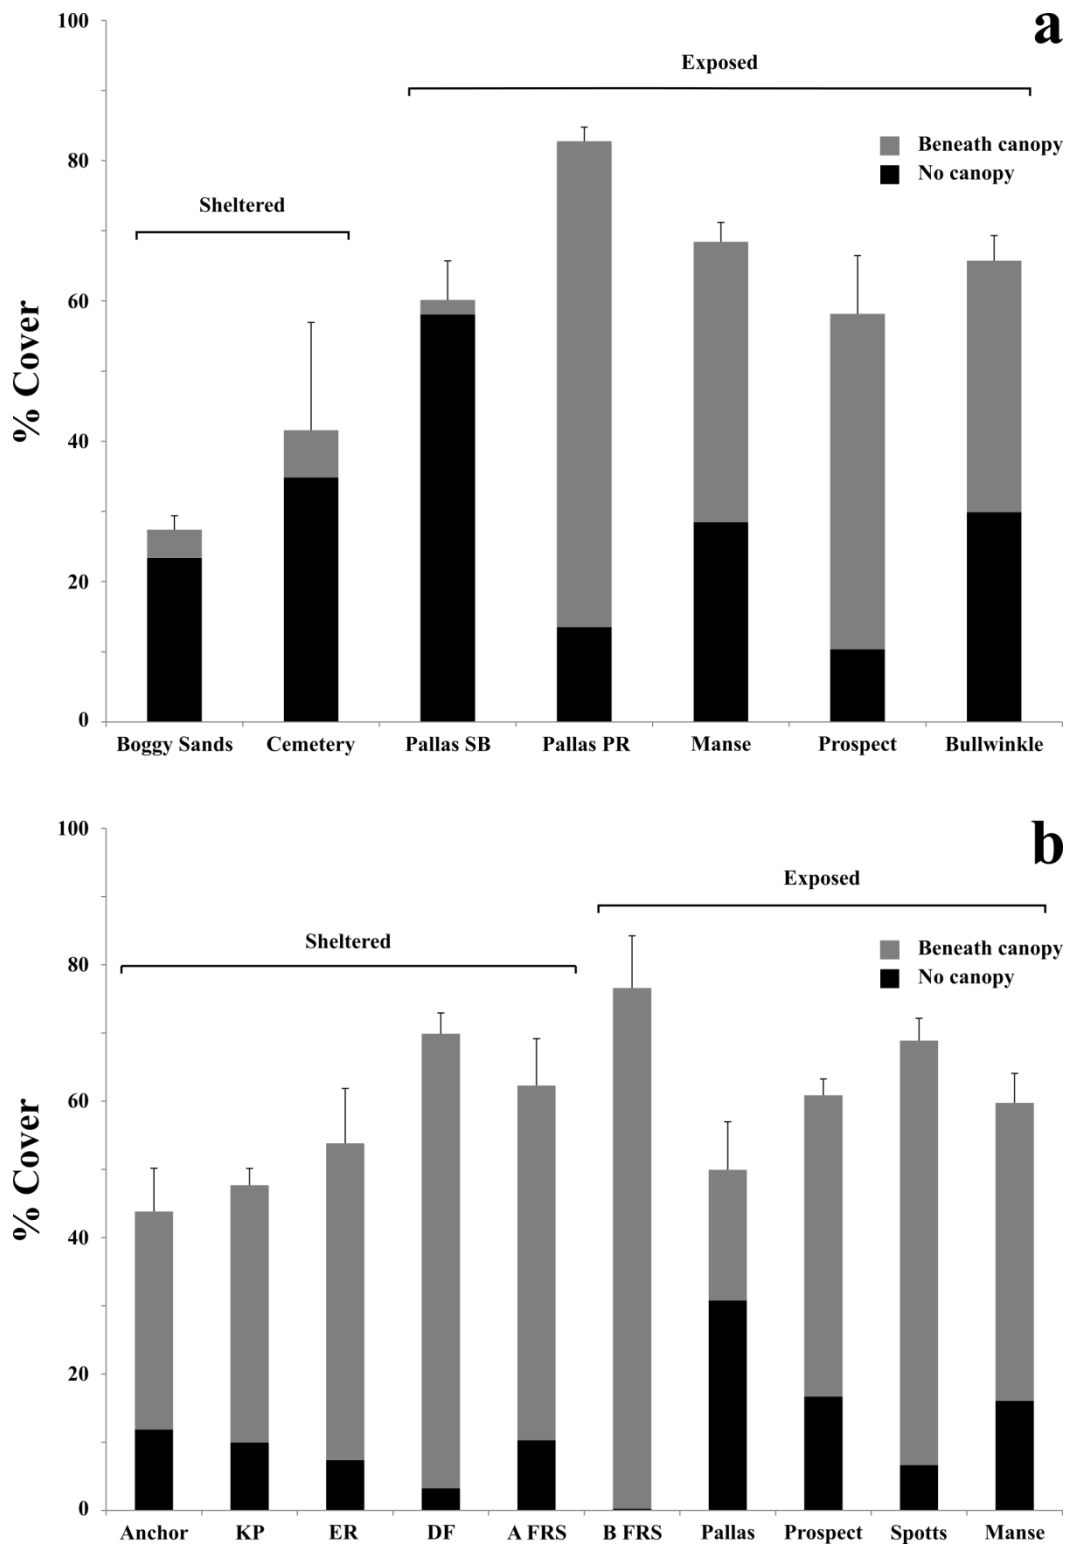 a
100
Exposed
Beneath canopy
No canopy
80
Sheltered
60
% Cover
40
20
0
Boggy Sands Cemetery Pallas SB Pallas PR Manse Prospect Bullwinkle
b
100
Exposed
Sheltered
Beneath canopy
No canopy
80
60
% Cover
40
20
0
Anchor KP ER DF A FRS B FRS Pallas Prospect Spotts Manse